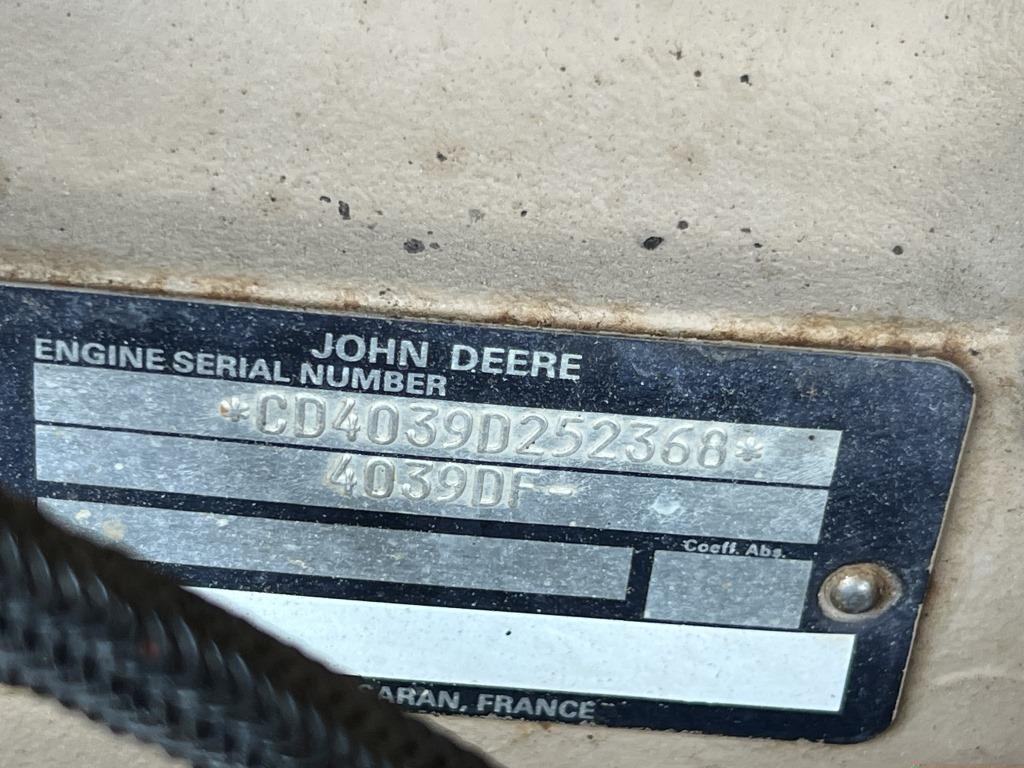 JOHN DEERE
ENGINE SERIAL NUMBER
*CD4039D252368*
4039DF-
Coeff. Abs.
SARAN, FRANCE